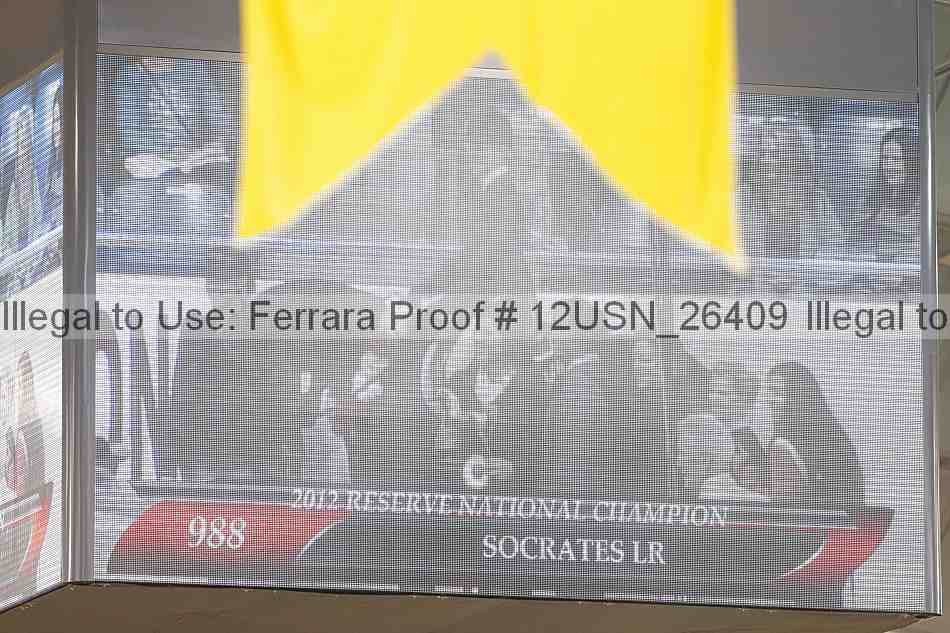 Illegal to Use: Ferrara Proof # 12USN_26409 Illegal to
2012 RESERVE NATIONAL CHAMPION
988
SOCRATES LR